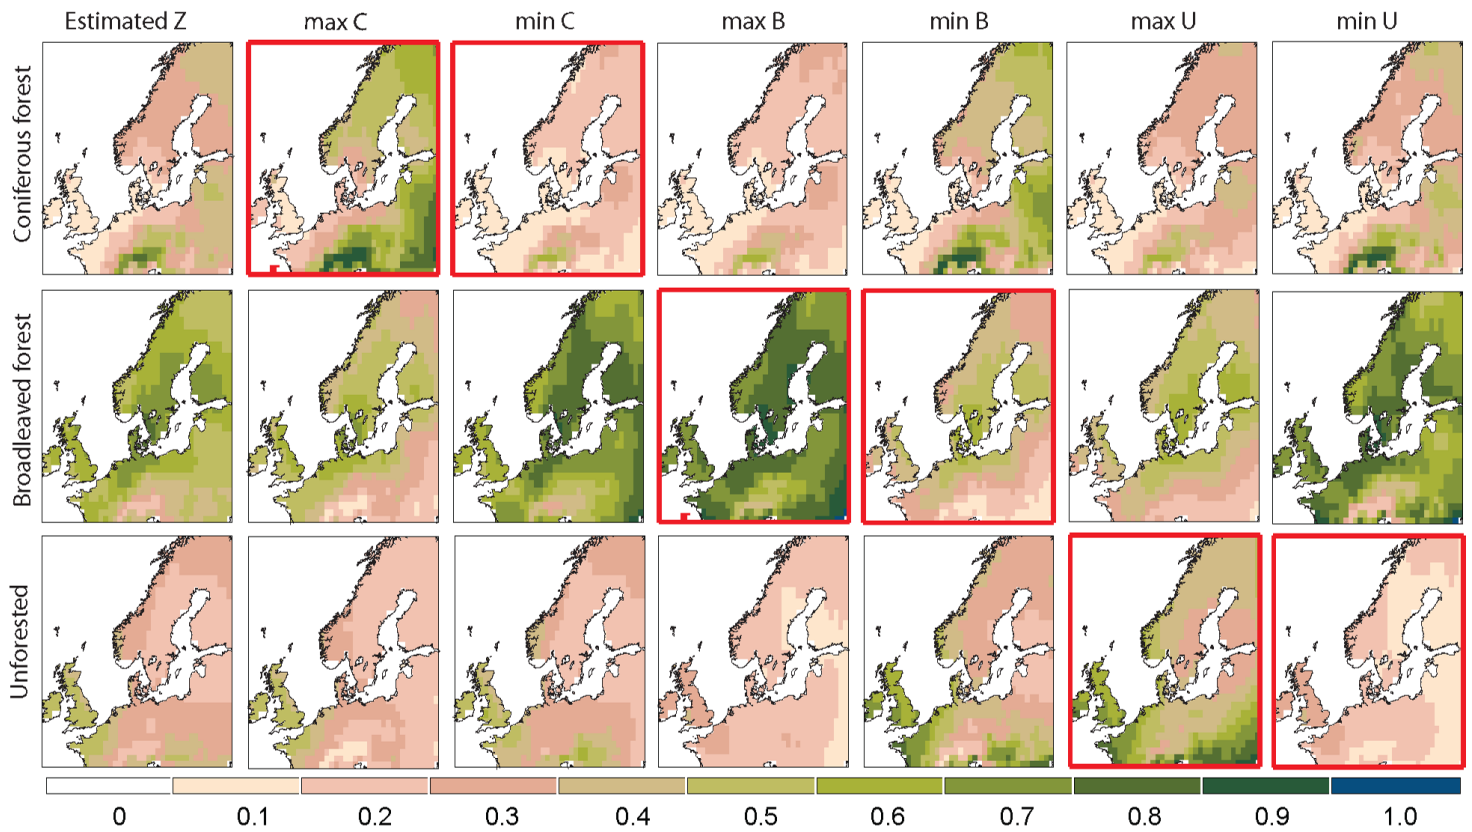 Estimated Z max C min C max B min B max U min U
Coniferous forest
Broadleaved forest
Unforested
0 0.1 0.2 0.3 0.4 0.5 0.6 0.7 0.8 0.9 1.0